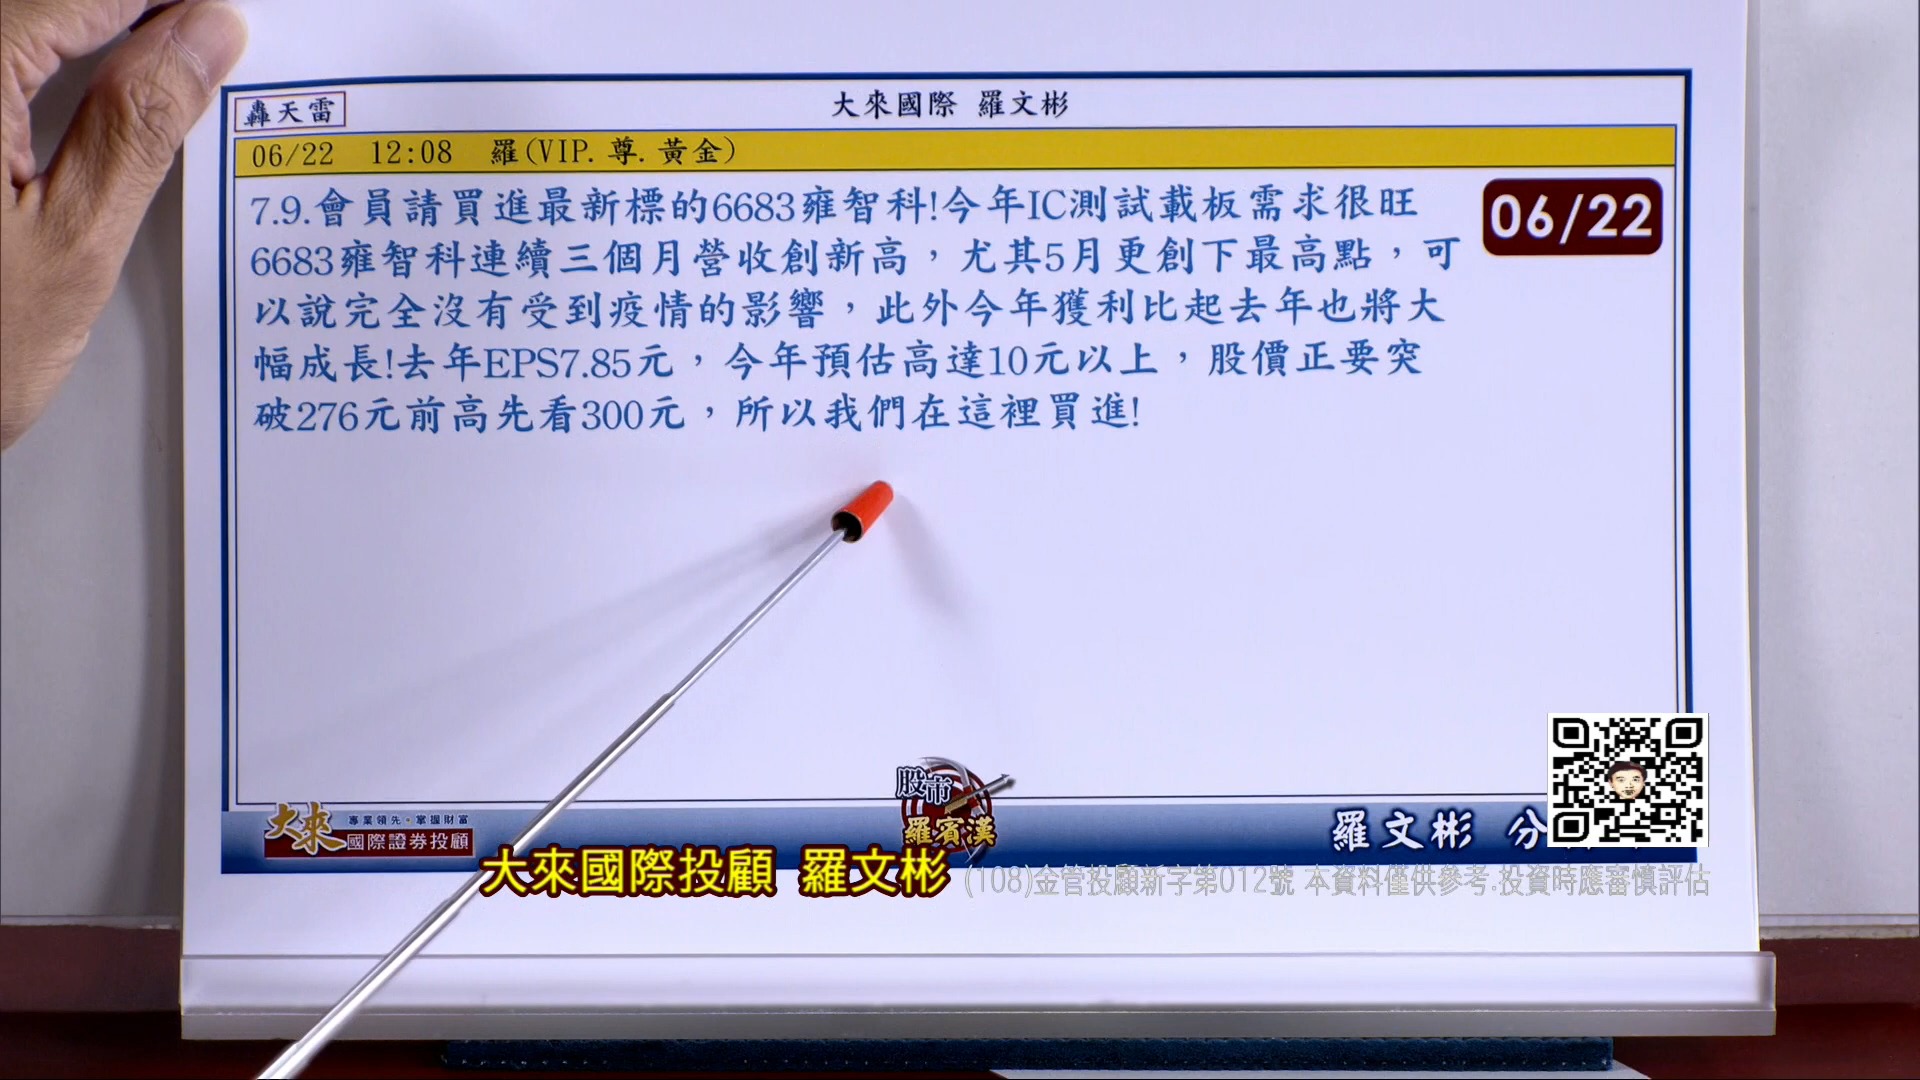 轟天雷
大來國際 羅文彬
06/22 12:08 羅(VIP.尊.黃金)
7.9.會員請買進最新標的6683雍智科!今年IC測試載板需求很旺
06/22
6683雍智科連續三個月營收創新高，尤其5月更創下最高點，可
以說完全沒有受到疫情的影響，此外今年獲利比起去年也將大
幅成長!去年EPS7.85元，今年預估高達10元以上，股價正要突
破276元前高先看300元，所以我們在這裡買進!
大來 專業領先·掌握財富
國際證券投顧
股市
羅賓漢
羅文彬 分
大來國際投顧 羅文彬
(108)金管投顧新字第012號 本資料僅供參考.投資時應審慎評估